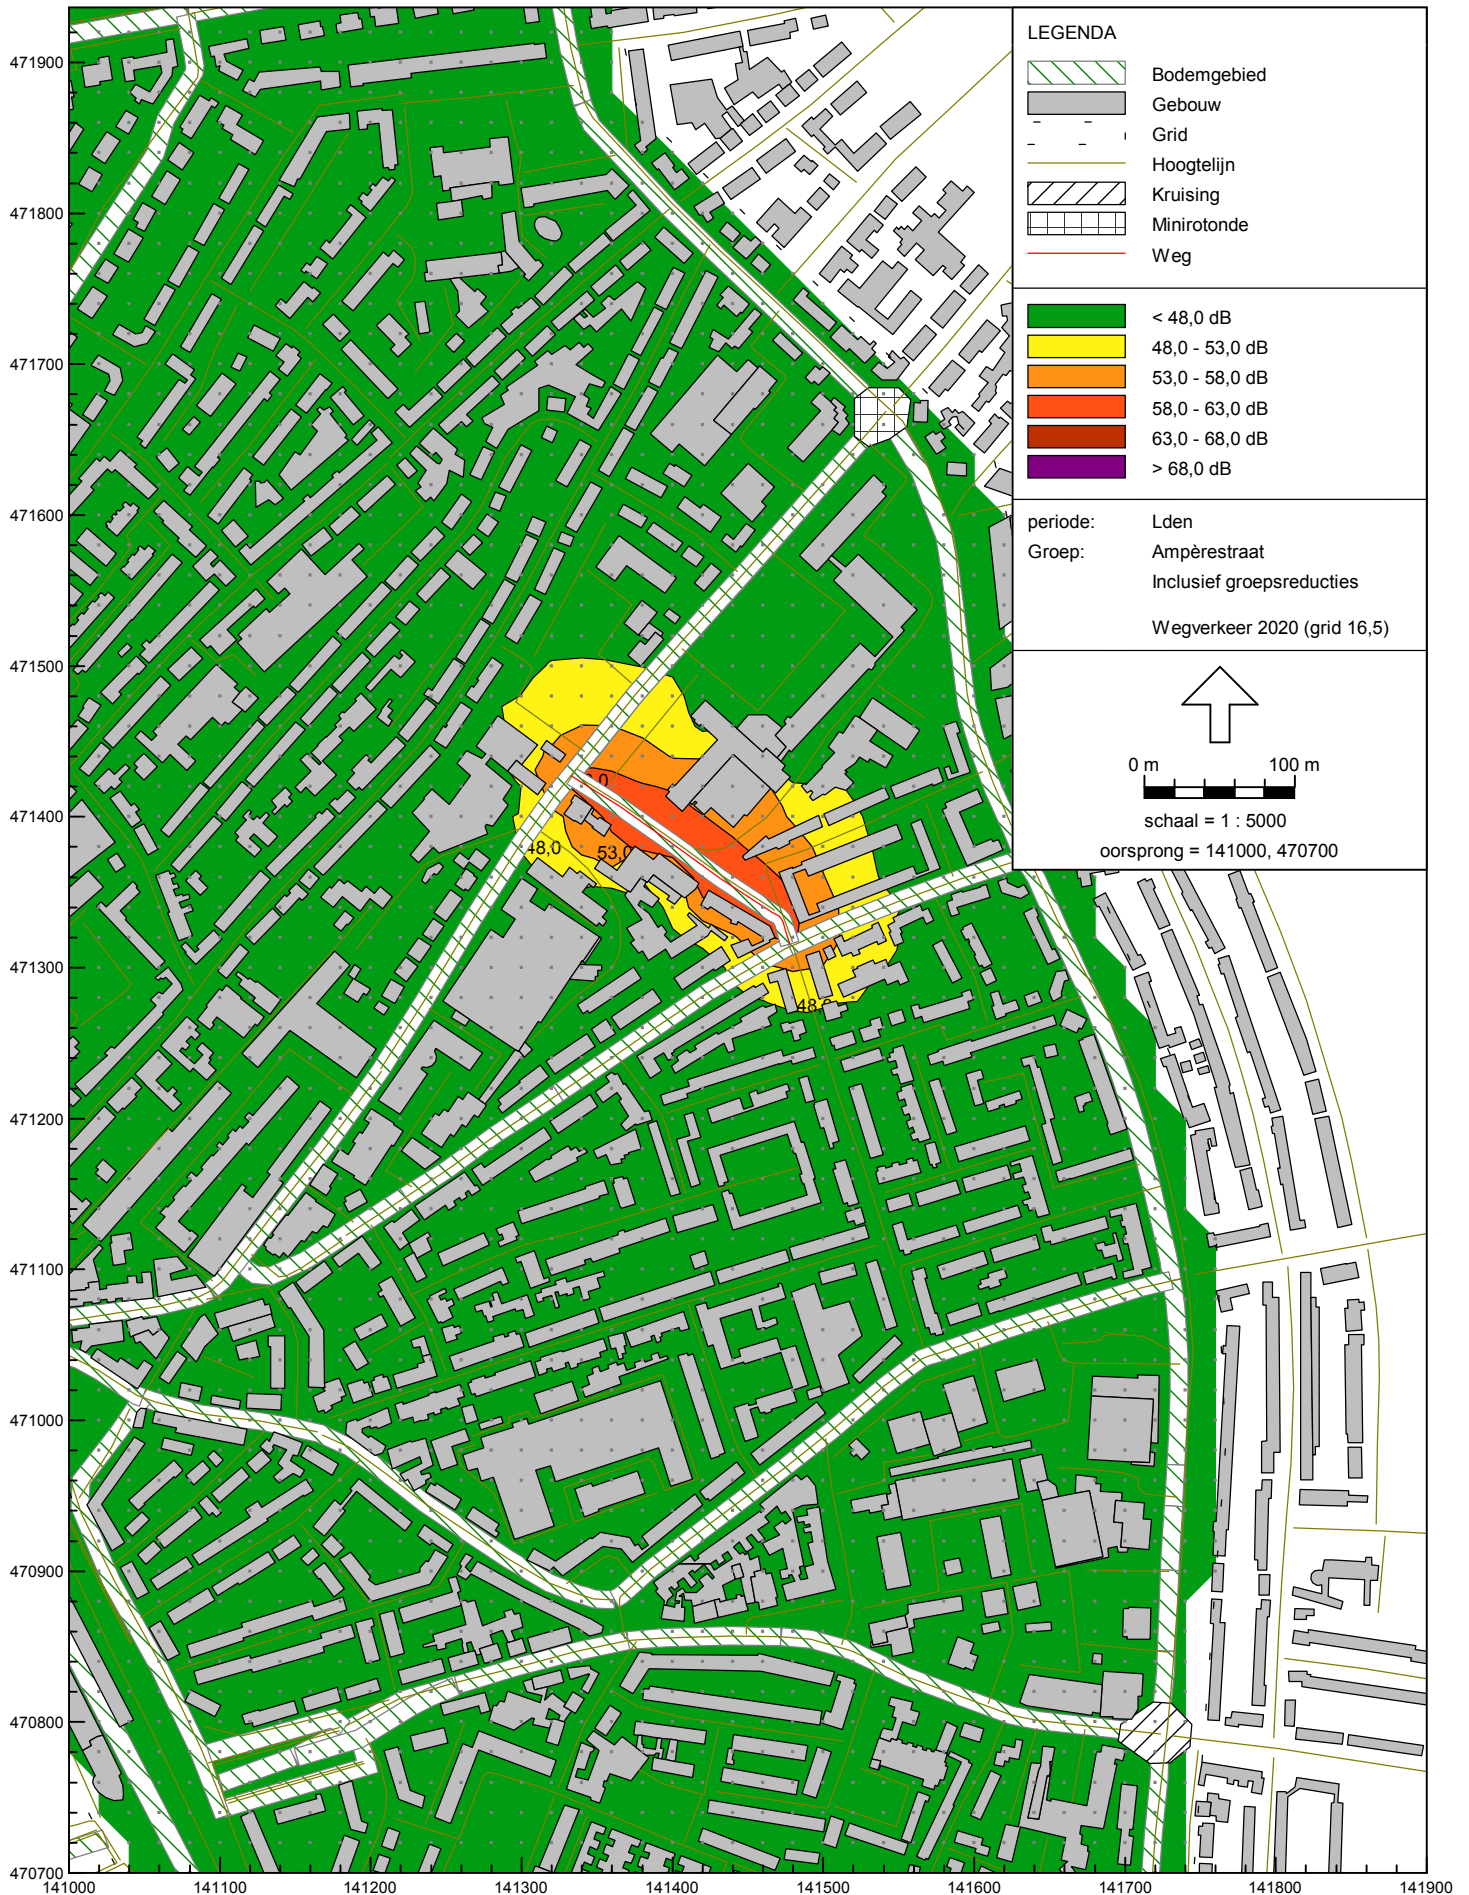 LEGENDA
Bodemgebied
Gebouw
Grid
Hoogtelijn
Kruising
Minirotonde
Weg
< 48,0 dB
48,0 - 53,0 dB
53,0 - 58,0 dB
58,0 - 63,0 dB
63,0 - 68,0 dB
> 68,0 dB
periode: Lden
Groep: Ampèrestraat
Inclusief groepsreducties
Wegverkeer 2020 (grid 16,5)
0 m 100 m
schaal = 1 : 5000
oorsprong = 141000, 470700
471900
471800
471700
471600
471500
471400
48,0
53,0
471300
48,0
471200
471100
471000
470900
470800
470700
141000 141100 141200 141300 141400 141500 141600 141700 141800 141900